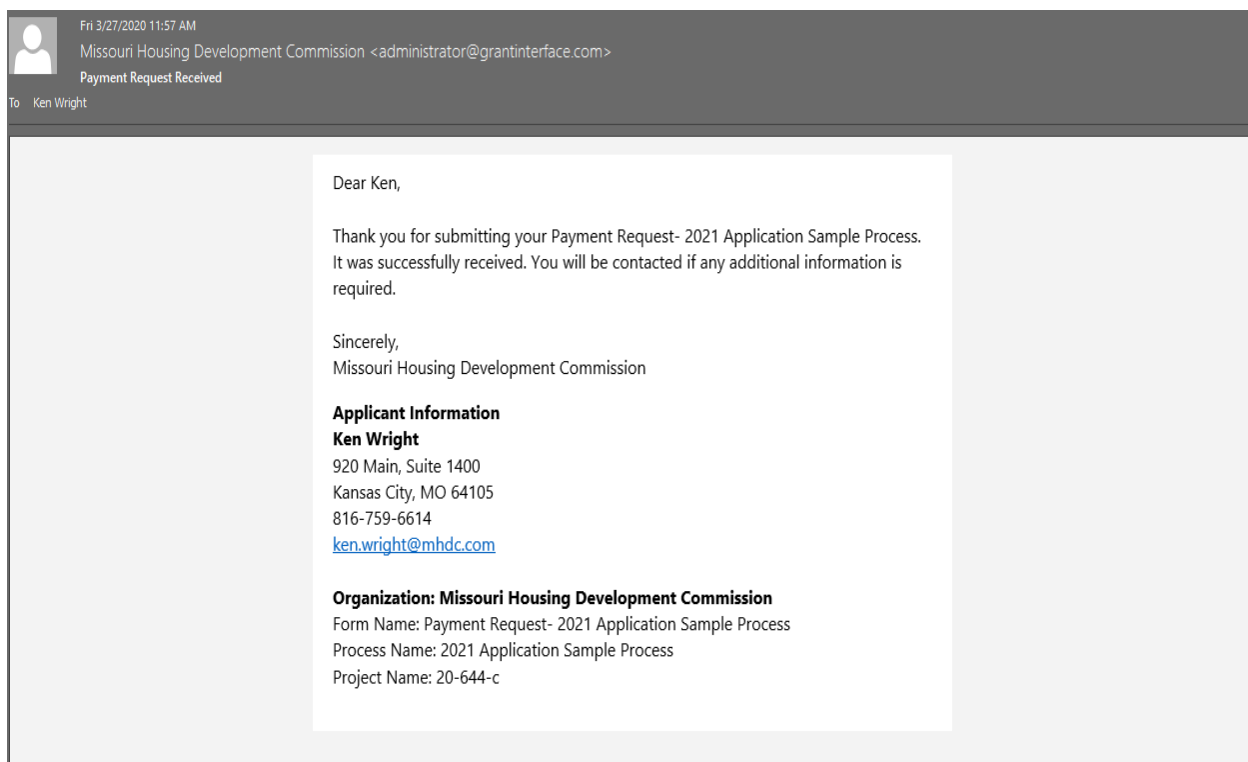 Fri 3/27/2020 11:57 AM
Missouri Housing Development Commission <administrator@grantinterface.com>
Payment Request Received
To Ken Wright
Dear Ken,
Thank you for submitting your Payment Request- 2021 Application Sample Process.
It was successfully received. You will be contacted if any additional information is
required.
Sincerely,
Missouri Housing Development Commission
Applicant Information
Ken Wright
920 Main, Suite 1400
Kansas City, MO 64105
816-759-6614
ken.wright@mhdc.com
Organization: Missouri Housing Development Commission
Form Name: Payment Request- 2021 Application Sample Process
Process Name: 2021 Application Sample Process
Project Name: 20-644-c